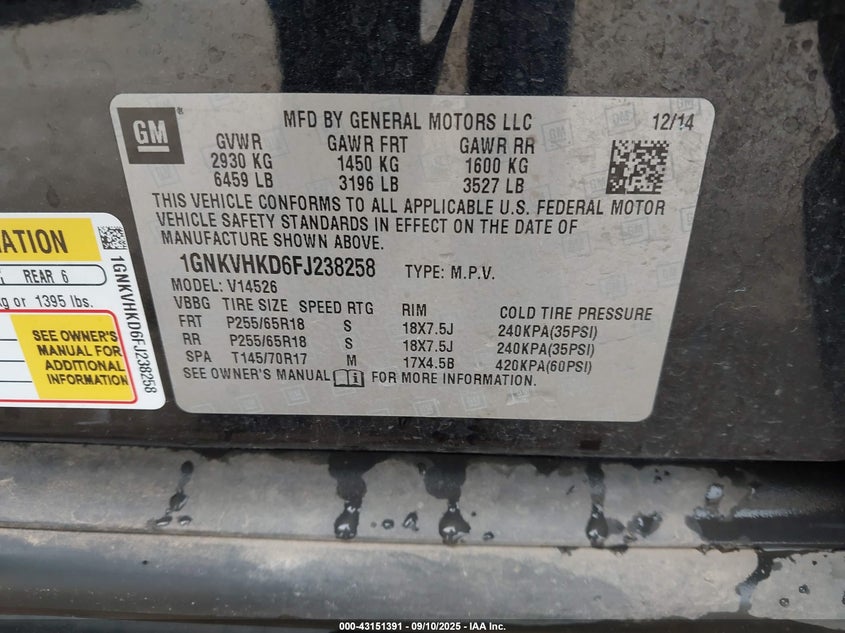 GM
MFD BY GENERAL MOTORS LLC 12/14
GVWR GAWR FRT GAWR RR
2930 KG 1450 KG 1600 KG
6459 LB 3196 LB 3527 LB
THIS VEHICLE CONFORMS TO ALL APPLICABLE U.S. FEDERAL MOTOR
VEHICLE SAFETY STANDARDS IN EFFECT ON THE DATE OF
MANUFACTURE SHOWN ABOVE.
1GNKVHKD6FJ238258 TYPE: M.P.V.
MODEL: V14526
VBBG TIRE SIZE SPEED RTG RIM COLD TIRE PRESSURE
FRT P255/65R18 S 18X7.5J 240KPA(35PSI)
RR P255/65R18 S 18X7.5J 240KPA(35PSI)
SPA T145/70R17 M 17X4.5B 420KPA(60PSI)
SEE OWNER'S MANUAL FOR MORE INFORMATION.
REAR 6
or 1395 lbs.
SEE OWNER'S
MANUAL FOR
ADDITIONAL
INFORMATION
1GNKVHKD6FJ238258
000-43151391 - 09/10/2025 - IAA Inc.